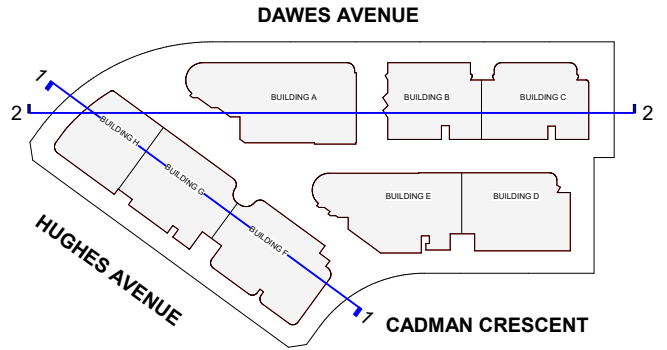 DAWES AVENUE
1
BUILDING A
BUILDING B
BUILDING C
2
2
BUILDING H
BUILDING G
BUILDING E
BUILDING D
BUILDING F
HUGHES AVENUE
1
CADMAN CRESCENT